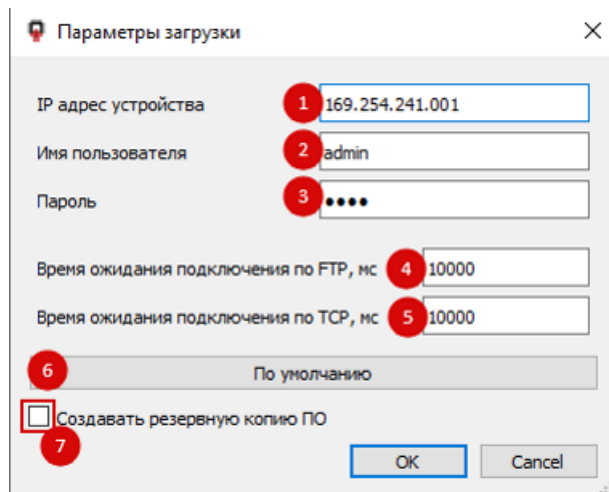 Параметры загрузки
IP адрес устройства 1 169.254.241.001
Имя пользователя 2 admin
Пароль 3 ••••
Время ожидания подключения по FTP, мс 4 10000
Время ожидания подключения по TCP, мс 5 10000
6 По умолчанию
Создавать резервную копию ПО
7
OK Cancel